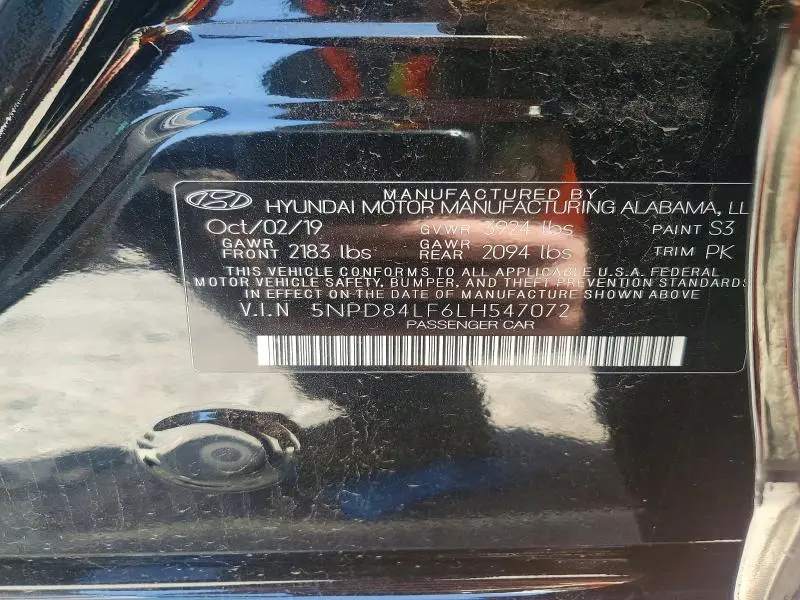 MANUFACTURED BY
HYUNDAI MOTOR MANUFACTURING ALABAMA, LL
Oct/02/19 GVWR 3924 lbs PAINT S3
GAWR FRONT 2183 lbs GAWR REAR 2094 lbs TRIM PK
THIS VEHICLE CONFORMS TO ALL APPLICABLE U.S.A. FEDERAL
MOTOR VEHICLE SAFETY, BUMPER, AND THEFT PREVENTION STANDARDS
IN EFFECT ON THE DATE OF MANUFACTURE SHOWN ABOVE
V.I.N 5NPD84LF6LH547072
PASSENGER CAR